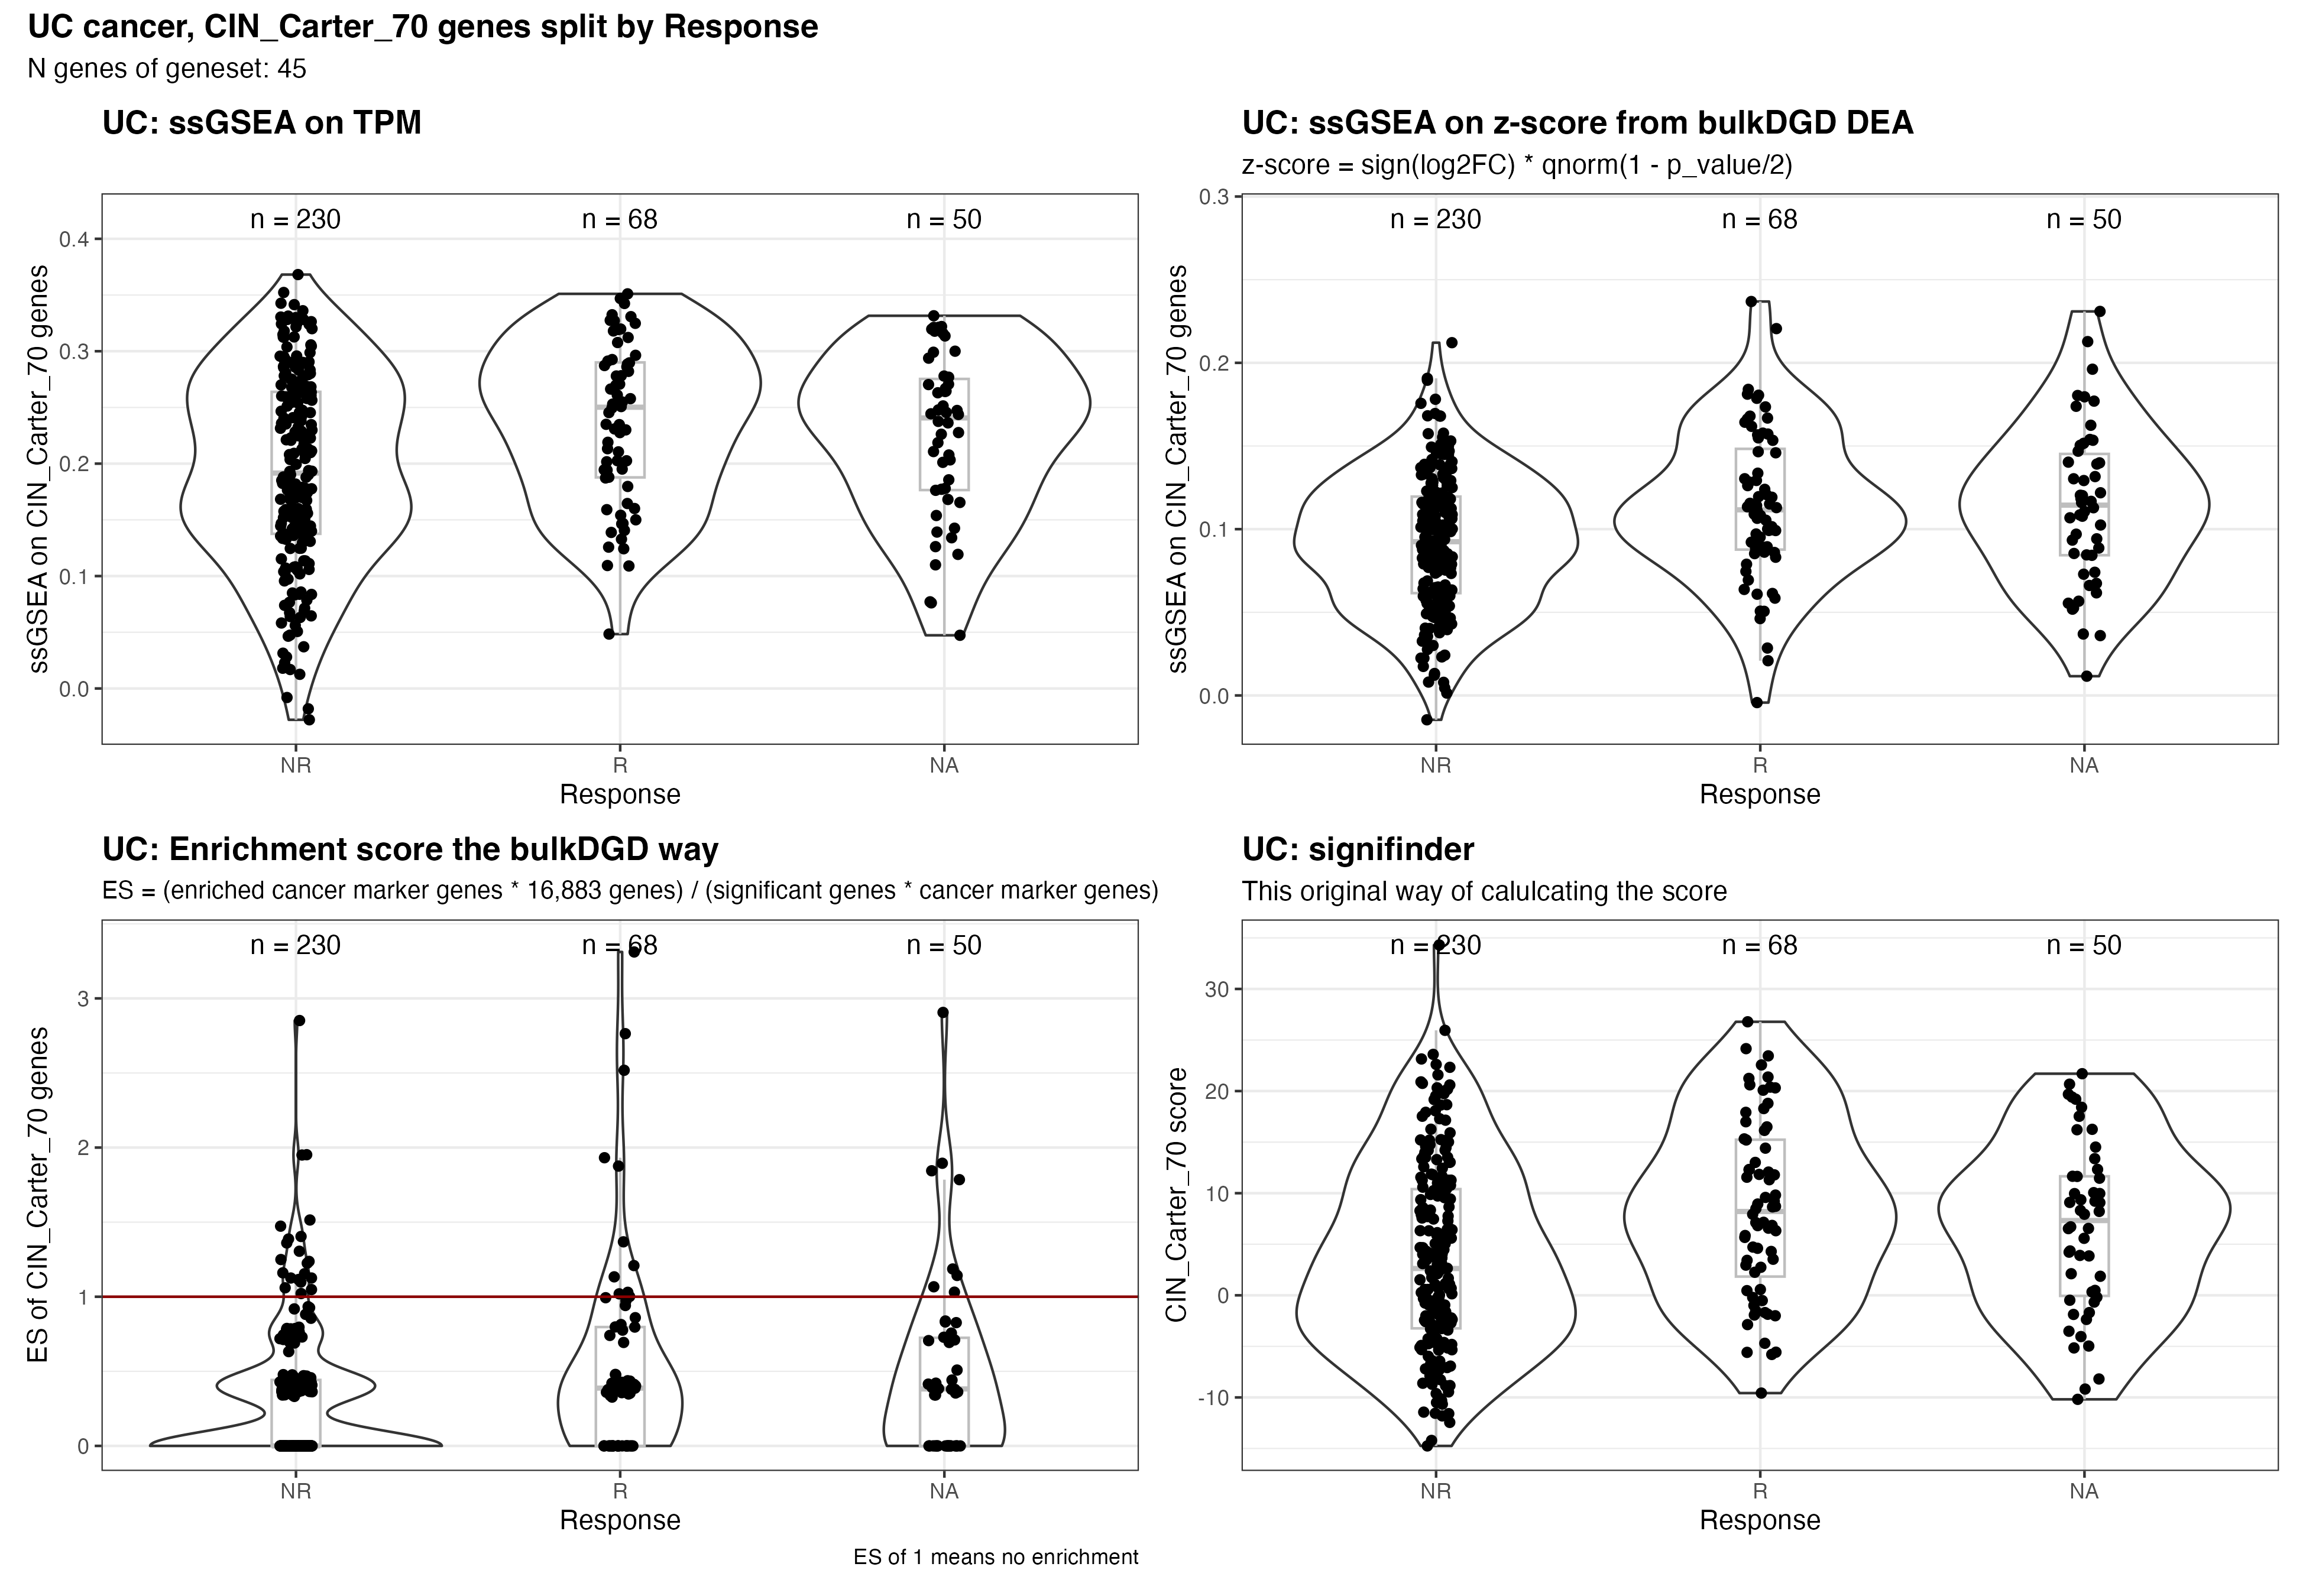 UC cancer, CIN_Carter_70 genes split by Response
N genes of geneset: 45
UC: ssGSEA on TPM
n = 230
n = 68
n = 50
ssGSEA on CIN_Carter_70 genes
0.4
0.3
0.2
0.1
0.0
NR
R
NA
Response
UC: ssGSEA on z-score from bulkDGD DEA
z-score = sign(log2FC) * qnorm(1 - p_value/2)
n = 230
n = 68
n = 50
ssGSEA on CIN_Carter_70 genes
0.3
0.2
0.1
0.0
NR
R
NA
Response
UC: Enrichment score the bulkDGD way
ES = (enriched cancer marker genes * 16,883 genes) / (significant genes * cancer marker genes)
n = 230
n = 68
n = 50
ES of CIN_Carter_70 genes
3
2
1
0
NR
R
NA
Response
ES of 1 means no enrichment
UC: signifinder
This original way of calulcating the score
n = 230
n = 68
n = 50
CIN_Carter_70 score
30
20
10
0
-10
NR
R
NA
Response